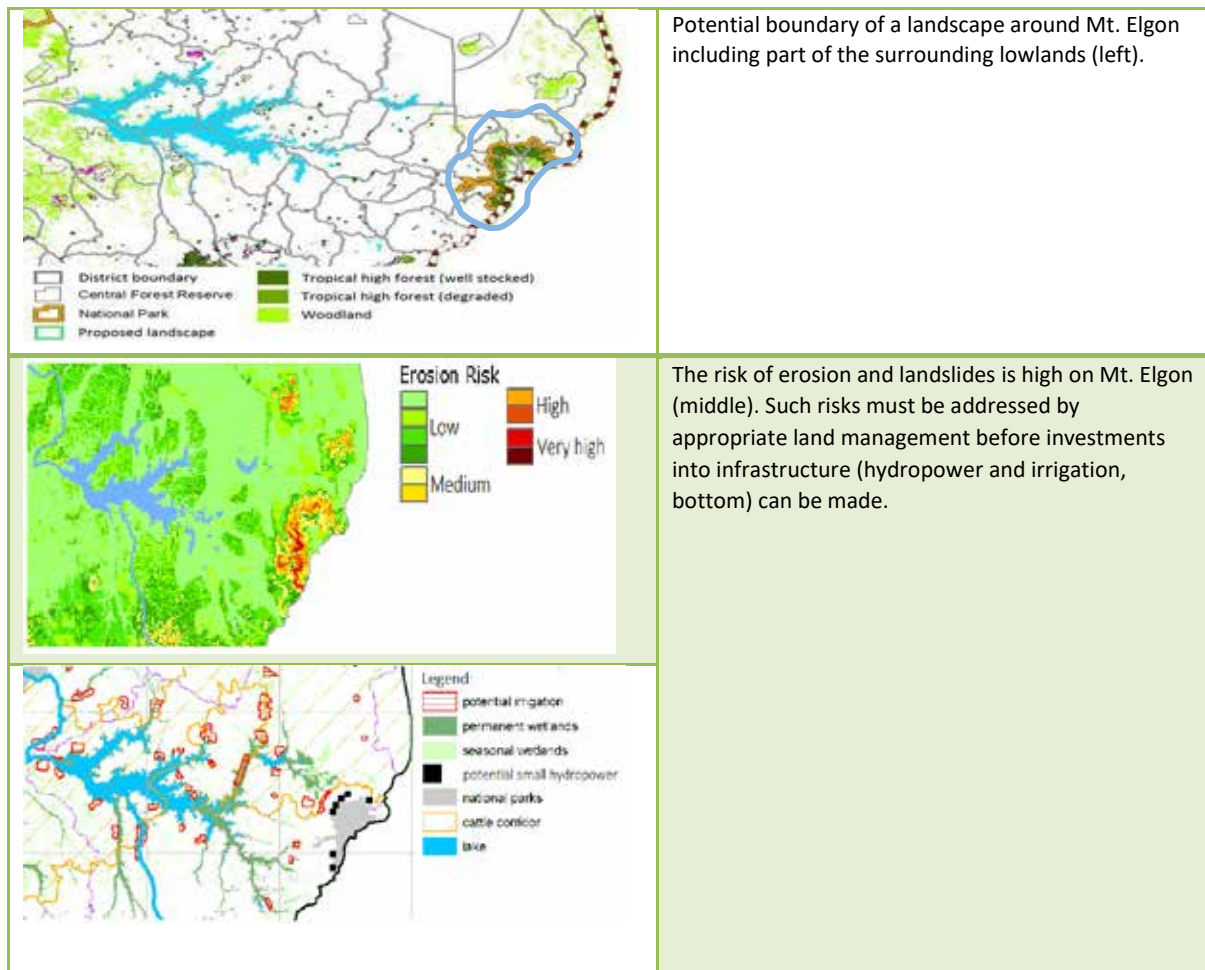 Potential boundary of a landscape around Mt. Elgon
including part of the surrounding lowlands (left).
District boundary
Central Forest Reserve
National Park
Proposed landscape
Tropical high forest (well stocked)
Tropical high forest (degraded)
Woodland
The risk of erosion and landslides is high on Mt. Elgon
(middle). Such risks must be addressed by
appropriate land management before investments
into infrastructure (hydropower and irrigation,
bottom) can be made.
Erosion Risk
Low
Medium
High
Very high
Legend
potential irrigation
permanent wetlands
seasonal wetlands
potential small hydropower
national parks
cattle corridor
lake